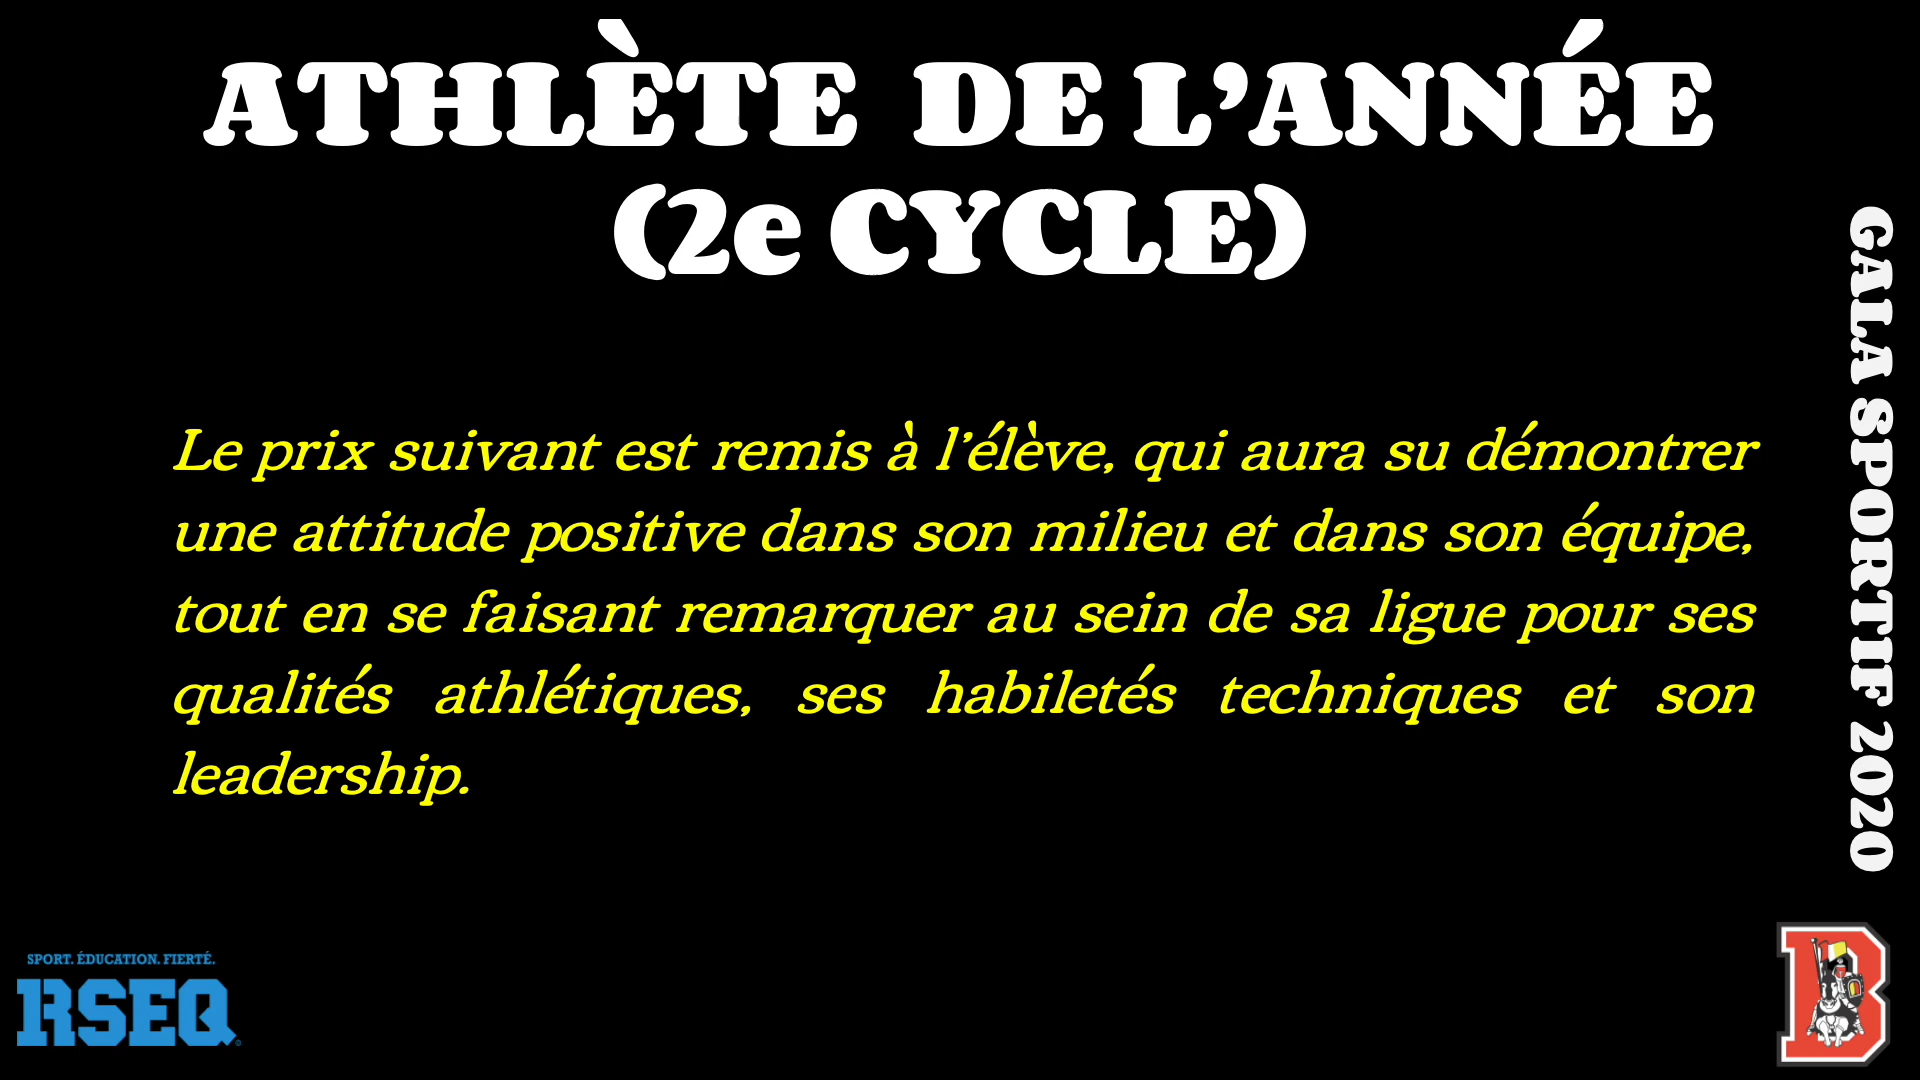 ATHLÈTE  DE L’ANNÉE
(2e CYCLE)
Le prix suivant est remis à l’élève, qui aura su démontrer
une attitude positive dans son milieu et dans son équipe,
tout en se faisant remarquer au sein de sa ligue pour ses
qualités athlétiques, ses habiletés techniques et son
leadership.
GALA SPORTIF 2020
SPORT. ÉDUCATION. FIERTÉ.
RSEQ
B